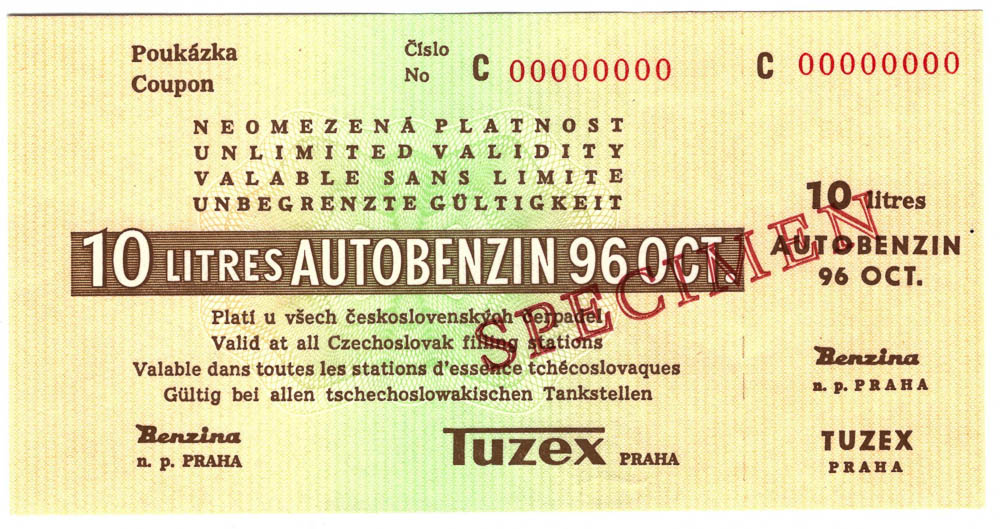 Poukázka
Coupon
Číslo
No
C 00000000
C 00000000
NEOMEZENÁ PLATNOST
UNLIMITED VALIDITY
VALABLE SANS LIMITE
UNBEGRENZTE GÜLTIGKEIT
10 LITRES AUTOBENZIN 96 OCT.
Platí u všech československých čerpadel
Valid at all Czechoslovak filling stations
Valable dans toutes les stations d'essence tchécoslovaques
Gültig bei allen tschechoslowakischen Tankstellen
Benzina
n. p. PRAHA
Tuzex PRAHA
SPECIMEN
10 litres
AUTOBENZIN
96 OCT.
Benzina
n. p. PRAHA
TUZEX
PRAHA